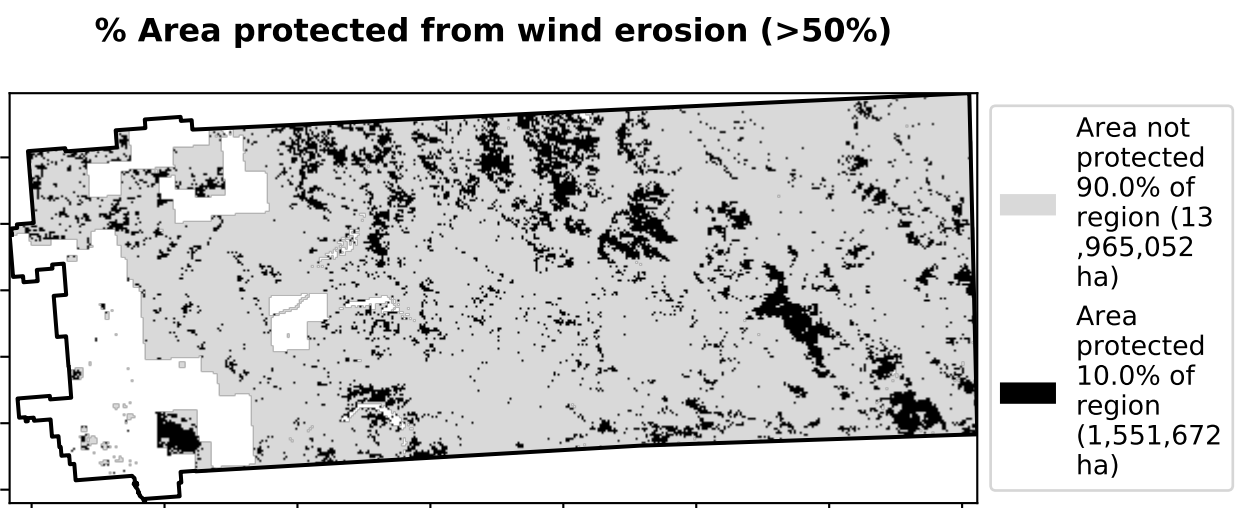 % Area protected from wind erosion (>50%)
Area not
protected
90.0% of
region (13
,965,052
ha)
Area
protected
10.0% of
region
(1,551,672
ha)